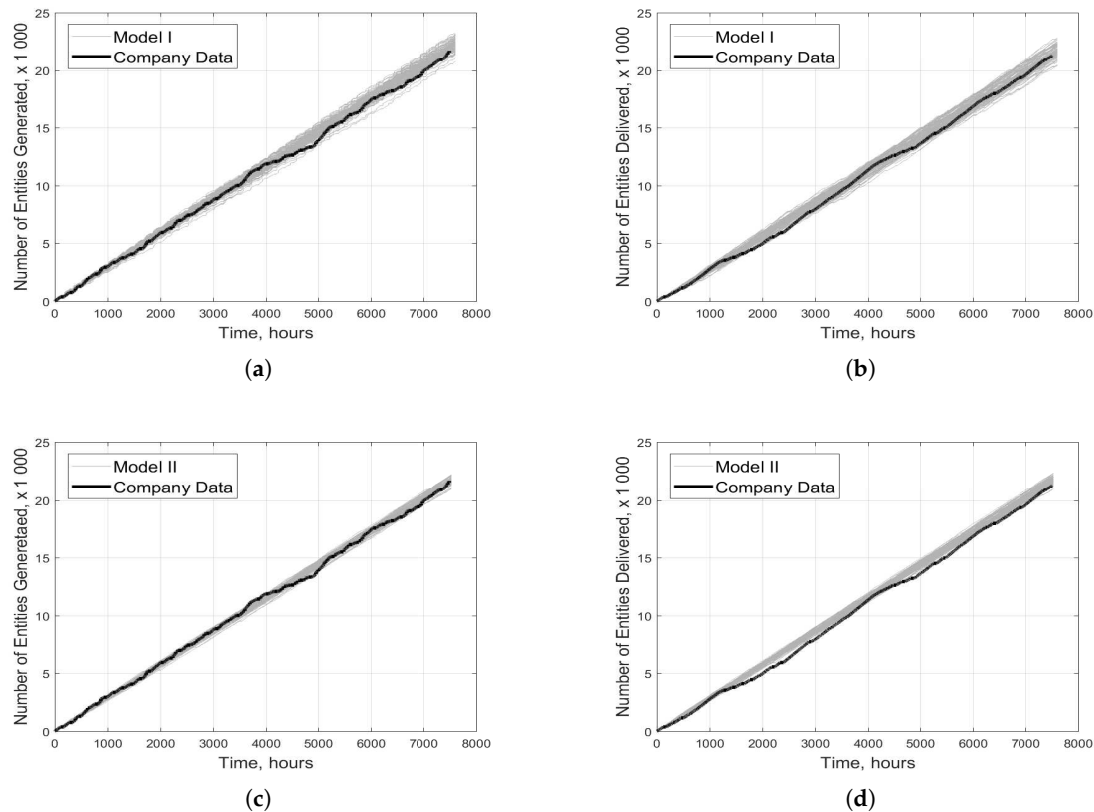 Number of Entities Generated, x 1 000
25
20
15
10
5
0
Model I
Company Data
0 1000 2000 3000 4000 5000 6000 7000 8000
Time, hours
(a)
Number of Entities Delivered, x 1 000
25
20
15
10
5
0
Model I
Company Data
0 1000 2000 3000 4000 5000 6000 7000 8000
Time, hours
(b)
Number of Entities Generetaed, x 1 000
25
20
15
10
5
0
Model II
Company Data
0 1000 2000 3000 4000 5000 6000 7000 8000
Time, hours
(c)
Number of Entities Delivered, x 1 000
25
20
15
10
5
0
Model II
Company Data
0 1000 2000 3000 4000 5000 6000 7000 8000
Time, hours
(d)